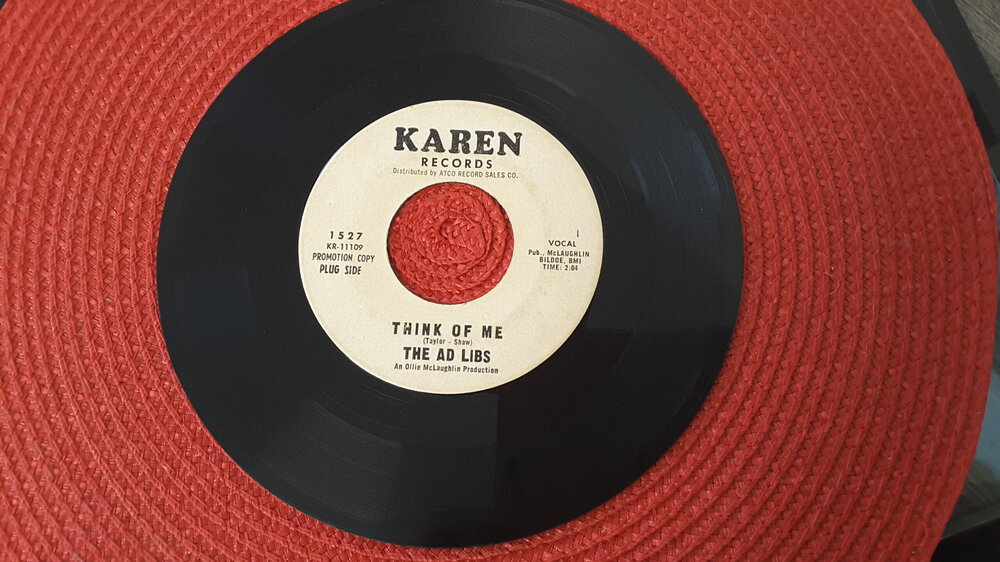 KAREN
RECORDS
Distributed by ATCO RECORD SALES CO.
1527
KR-11109
PROMOTION COPY
PLUG SIDE
VOCAL
Pub., McLAUGHLIN
BILDOE, BMI
TIME: 2:04
THINK OF ME
(Taylor - Shaw)
THE AD LIBS
An Ollie McLaughlin Production